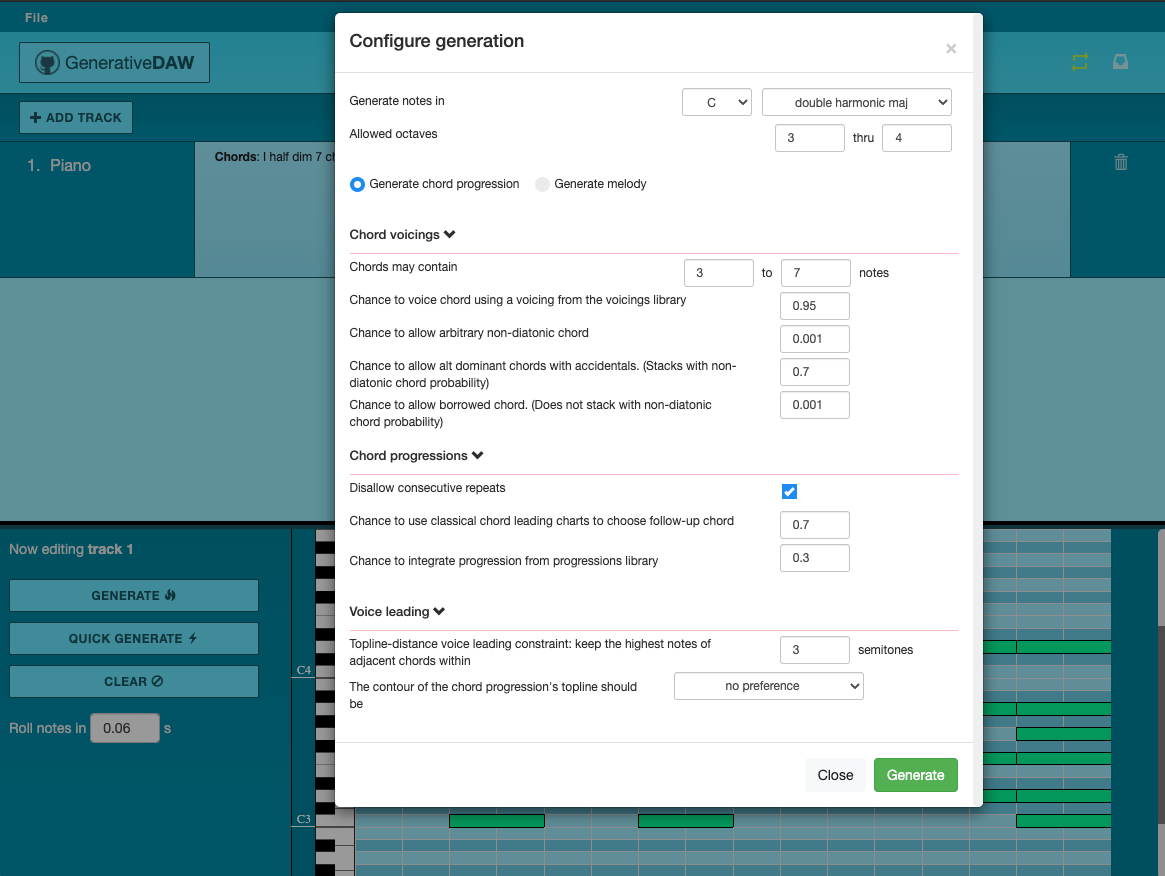 File
GenerativeDAW
ADD TRACK
1. Piano
Chords: I half dim 7
Configure generation
×
Generate notes in
C
double harmonic maj
Allowed octaves
3
thru
4
Generate chord progression
Generate melody
Chord voicings
Chords may contain
3
to
7
notes
Chance to voice chord using a voicing from the voicings library
0.95
Chance to allow arbitrary non-diatonic chord
0.001
Chance to allow alt dominant chords with accidentals. (Stacks with non-
diatonic chord probability)
0.7
Chance to allow borrowed chord. (Does not stack with non-diatonic
chord probability)
0.001
Chord progressions
Disallow consecutive repeats
Chance to use classical chord leading charts to choose follow-up chord
0.7
Chance to integrate progression from progressions library
0.3
Voice leading
Topline-distance voice leading constraint: keep the highest notes of
adjacent chords within
3
semitones
The contour of the chord progression's topline should
be
no preference
Close
Generate
Now editing track 1
GENERATE
QUICK GENERATE
CLEAR
Roll notes in 0.06 s
C4
C3